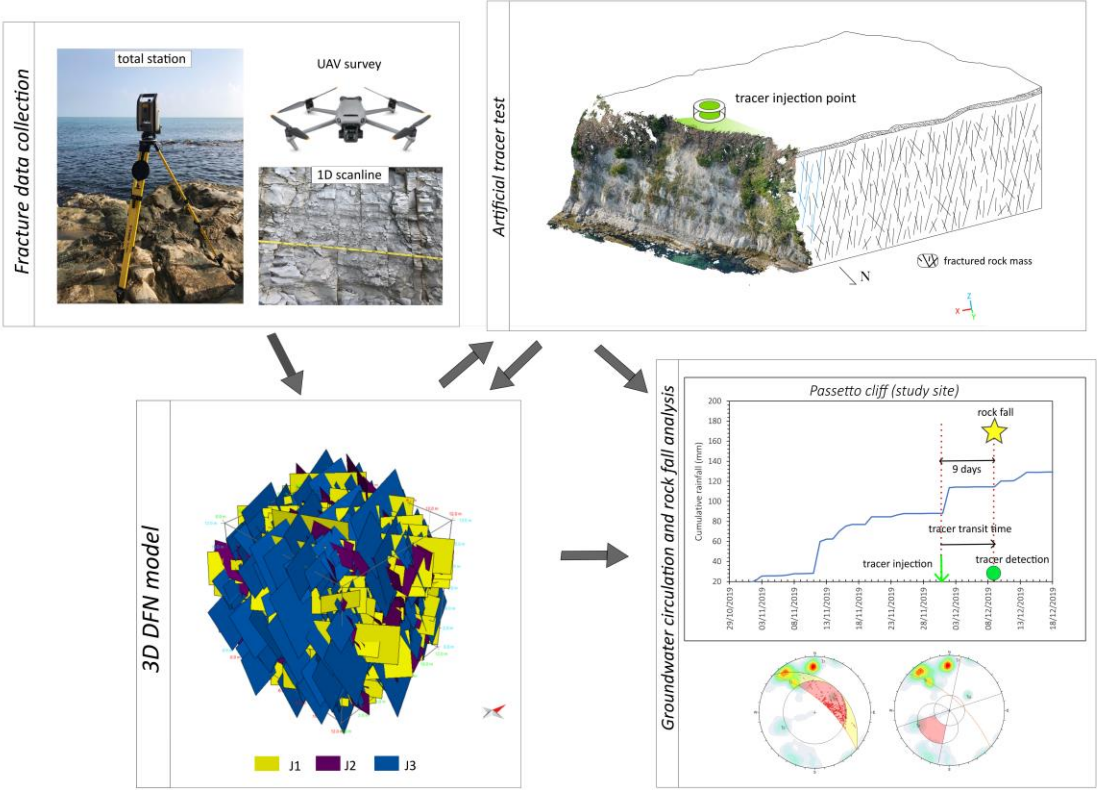 Fracture data collection
total station
UAV survey
1D scanline
Artificial tracer test
tracer injection point
fractured rock mass
N
Z
X
Y
3D DFN model
J1
J2
J3
Groundwater circulation and rock fall analysis
Passetto cliff (study site)
Cumulative rainfall (mm)
200
180
160
140
120
100
80
60
40
20
rock fall
9 days
tracer transit time
tracer injection
tracer detection
29/10/2019
03/11/2019
08/11/2019
13/11/2019
18/11/2019
23/11/2019
28/11/2019
03/12/2019
08/12/2019
13/12/2019
18/12/2019